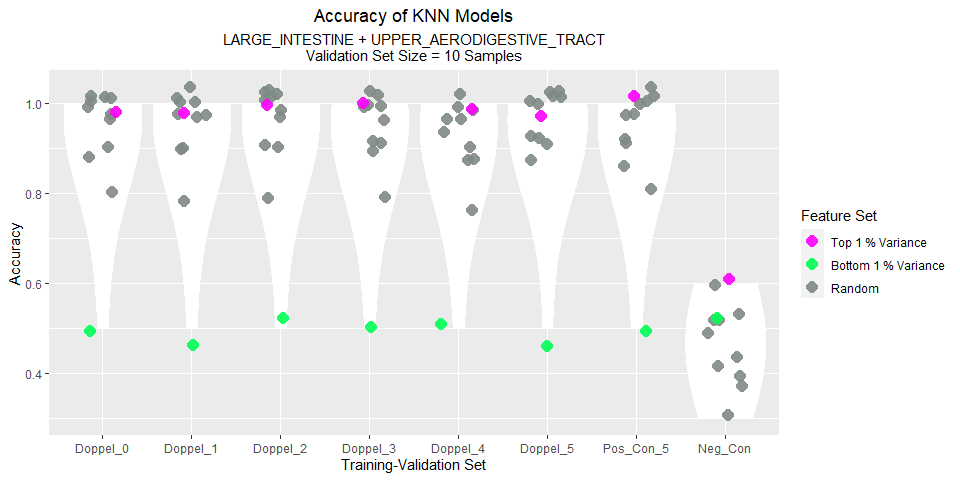 Accuracy of KNN Models
LARGE_INTESTINE + UPPER_AERODIGESTIVE_TRACT
Validation Set Size = 10 Samples
Accuracy
1.0
0.8
0.6
0.4
Doppel_0 Doppel_1 Doppel_2 Doppel_3 Doppel_4 Doppel_5 Pos_Con_5 Neg_Con
Training-Validation Set
Feature Set
Top 1 % Variance
Bottom 1 % Variance
Random